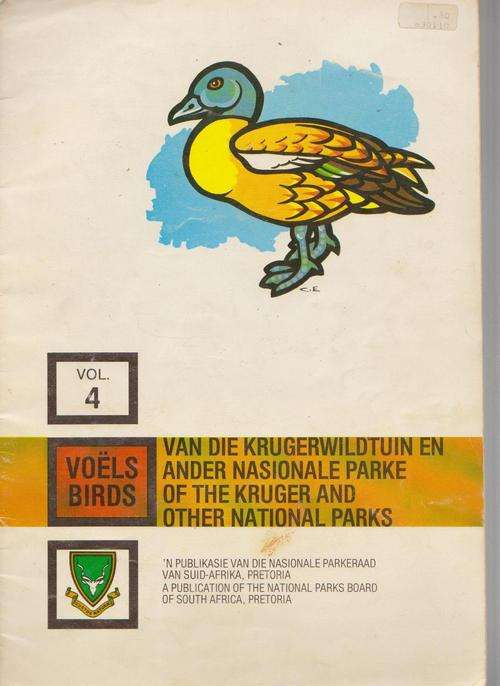 C.E
VOL.
4
VOËLS
BIRDS
VAN DIE KRUGERWILDTUIN EN
ANDER NASIONALE PARKE
OF THE KRUGER AND
OTHER NATIONAL PARKS
'N PUBLIKASIE VAN DIE NASIONALE PARKERAAD
VAN SUID-AFRIKA, PRETORIA
A PUBLICATION OF THE NATIONAL PARKS BOARD
OF SOUTH AFRICA, PRETORIA